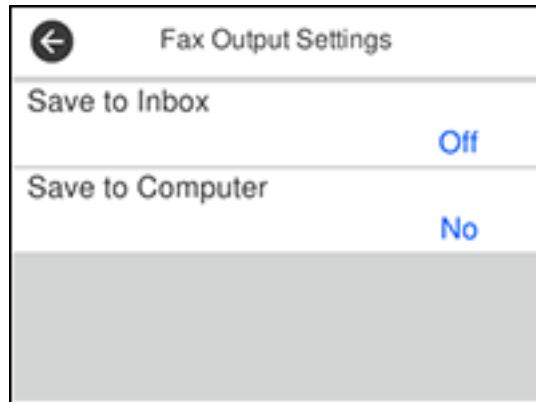 Fax Output Settings
Save to Inbox
Off
Save to Computer
No